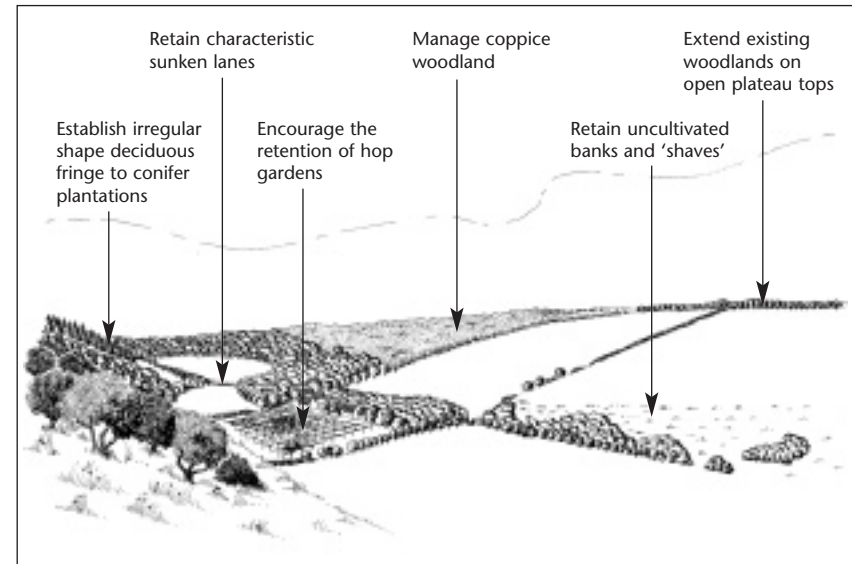 Retain characteristic
sunken lanes
Manage coppice
woodland
Extend existing
woodlands on
open plateau tops
Establish irregular
shape deciduous
fringe to conifer
plantations
Encourage the
retention of hop
gardens
Retain uncultivated
banks and ‘shaves’